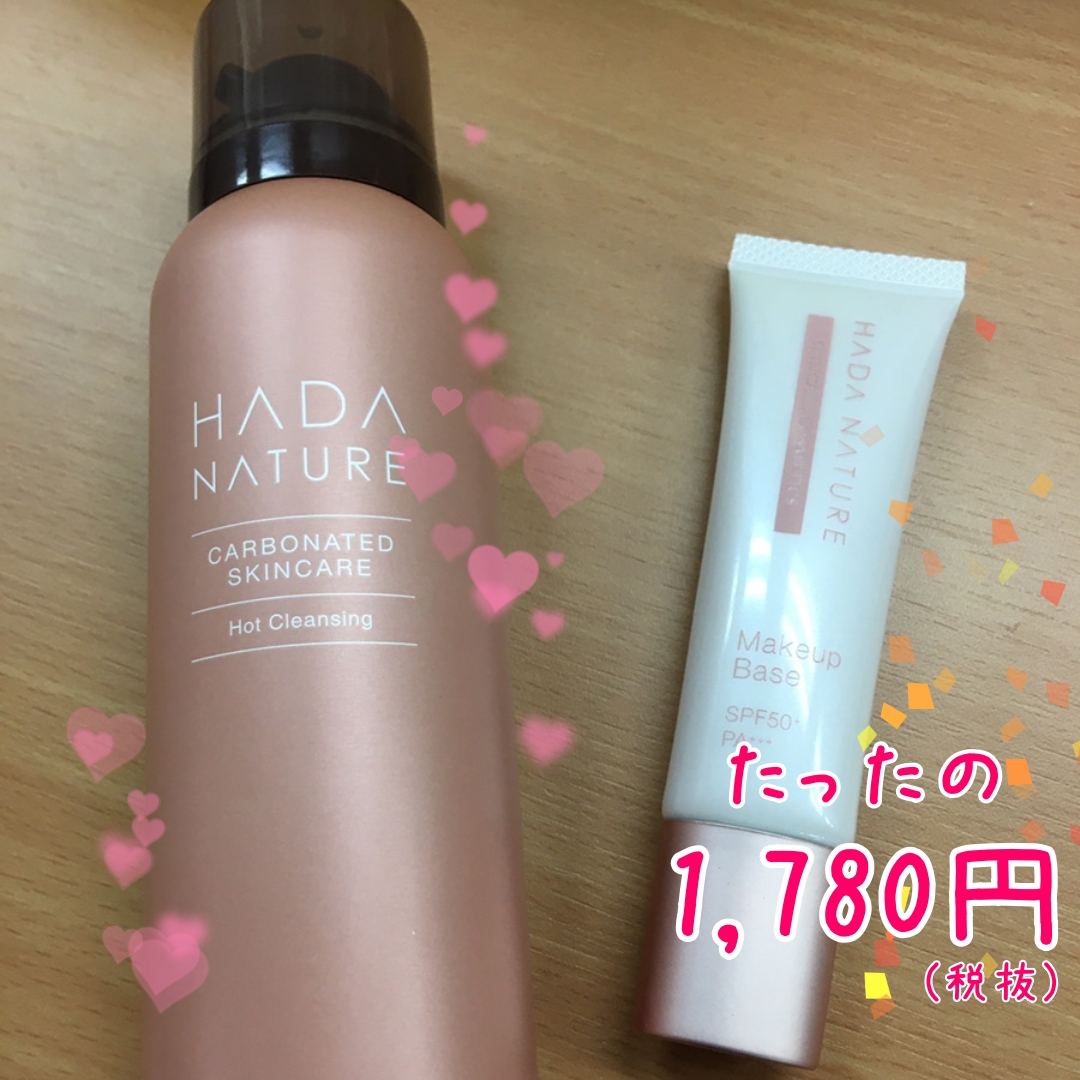 HADA
NATURE
CARBONATED
SKINCARE
Hot Cleansing
HADA NATURE
Makeup
Base
SPF50+
PA+++
たったの
1,780円
(税抜)